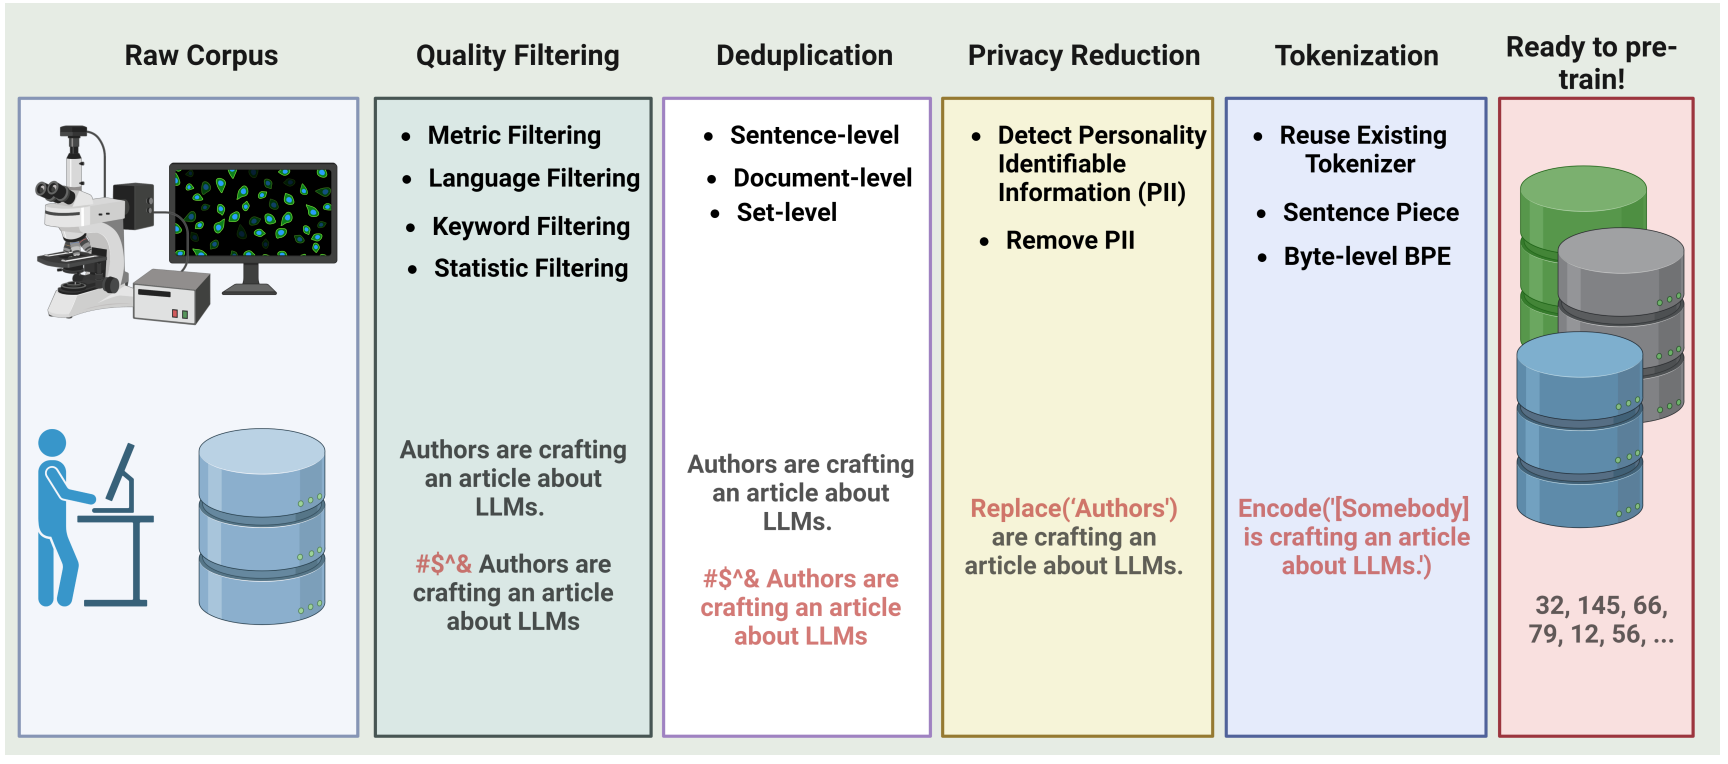 Raw Corpus
Quality Filtering
Deduplication
Privacy Reduction
Tokenization
Ready to pre-
train!
• Metric Filtering
• Language Filtering
• Keyword Filtering
• Statistic Filtering
Authors are crafting
an article about
LLMs.
#$^& Authors are
crafting an article
about LLMs
• Sentence-level
• Document-level
• Set-level
Authors are crafting
an article about
LLMs.
#$^& Authors are
crafting an article
about LLMs
• Detect Personality
Identifiable
Information (PII)
• Remove PII
Replace(‘Authors')
are crafting an
article about LLMs.
• Reuse Existing
Tokenizer
• Sentence Piece
• Byte-level BPE
Encode('[Somebody]
is crafting an article
about LLMs.')
32, 145, 66,
79, 12, 56, ...